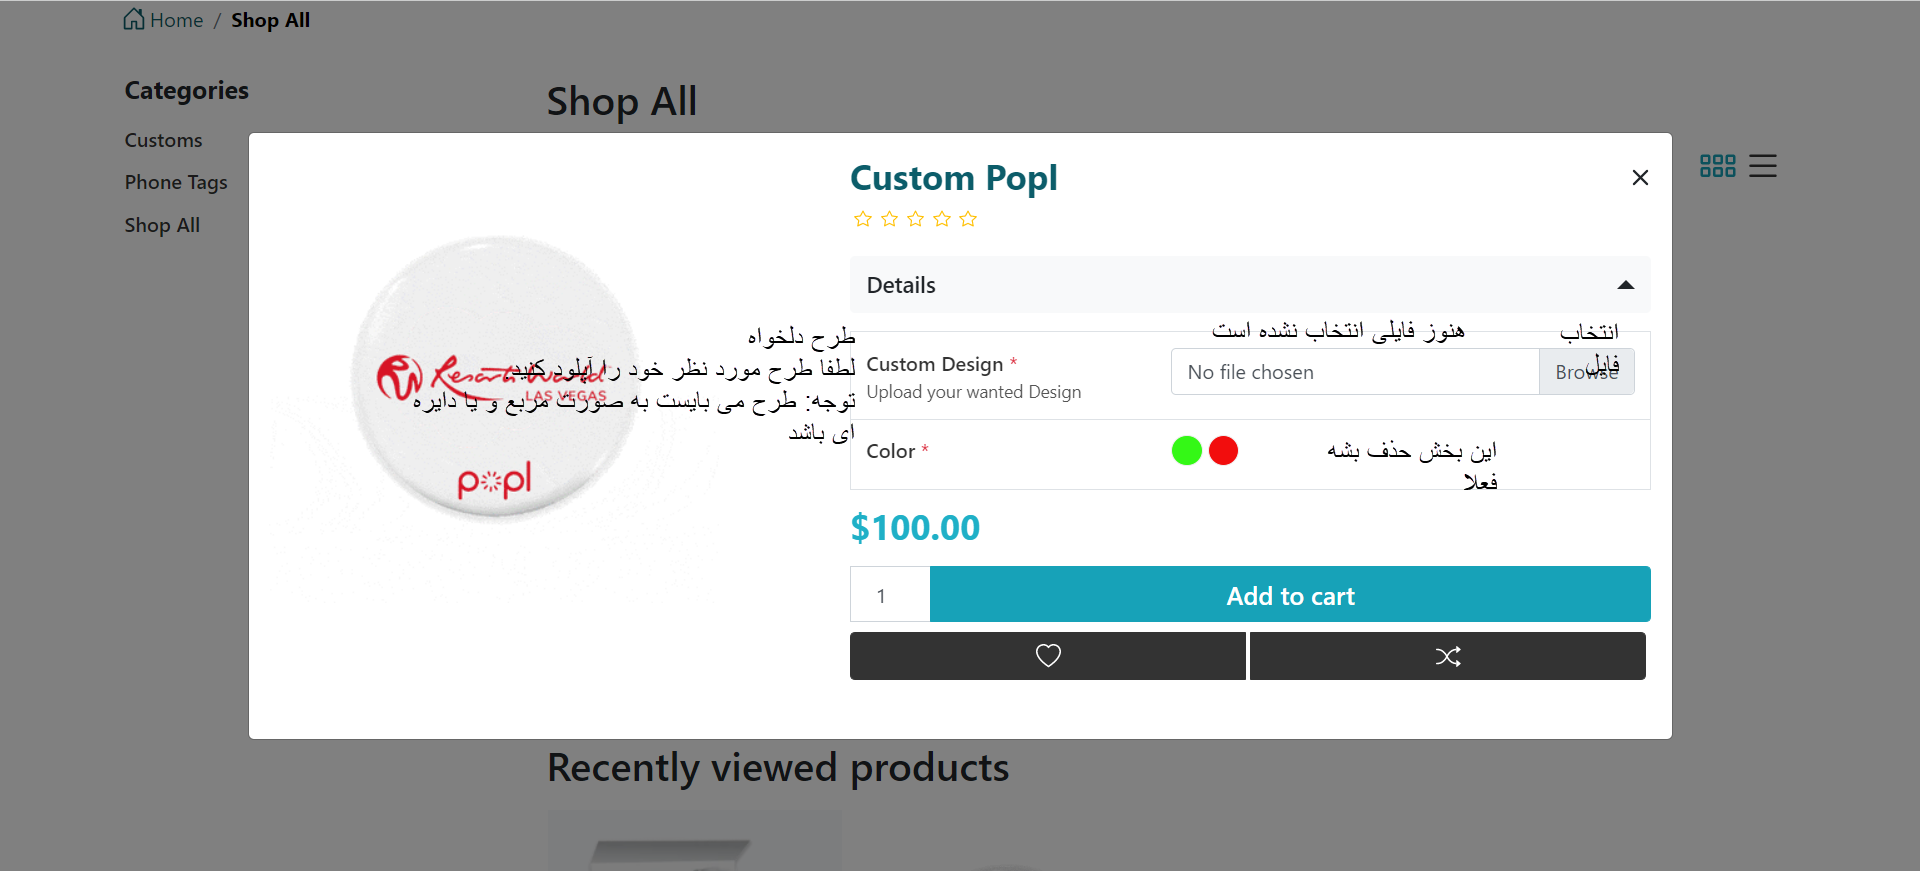 Home / Shop All
Categories
Customs
Phone Tags
Shop All
Shop All
Custom Popl
Details
طرح دلخواه
لطفا طرح مورد نظر خود را آپلود کنید.
توجه: طرح می بایست به صورت مربع و یا دایره
ای باشد
هنوز فایلی انتخاب نشده است
انتخاب
فایل
Custom Design *
Upload your wanted Design
No file chosen
Browse
Color *
این بخش حذف بشه
فعلا
Resorts World
LAS VEGAS
popl
$100.00
1
Add to cart
Recently viewed products